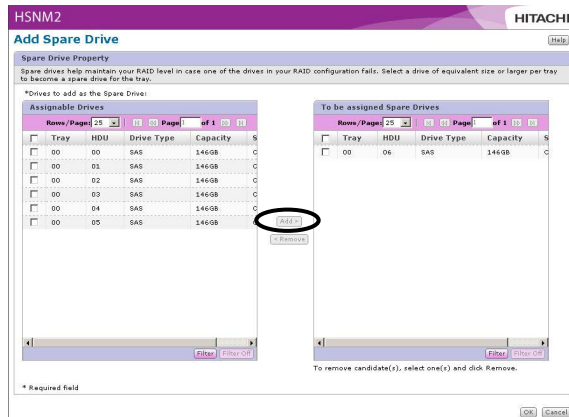 HSNM2
HITACHI
Add Spare Drive
Help
Spare Drive Property
Spare drives help maintain your RAID level in case one of the drives in your RAID configuration fails. Select a drive of equivalent size or larger per tray
to become a spare drive for the tray.
*Drives to add as the Spare Drive:
Assignable Drives
Rows/Page: 25 Page 1 of 1
Tray HDU Drive Type Capacity S
00 00 SAS 146GB C
00 01 SAS 146GB C
00 02 SAS 146GB C
00 03 SAS 146GB C
00 04 SAS 146GB C
00 05 SAS 146GB C
Filter Filter Off
Add >
< Remove
To be assigned Spare Drives
Rows/Page: 25 Page 1 of 1
Tray HDU Drive Type Capacity S
00 06 SAS 146GB C
Filter Filter Off
To remove candidate(s), select one(s) and click Remove.
* Required field
OK Cancel